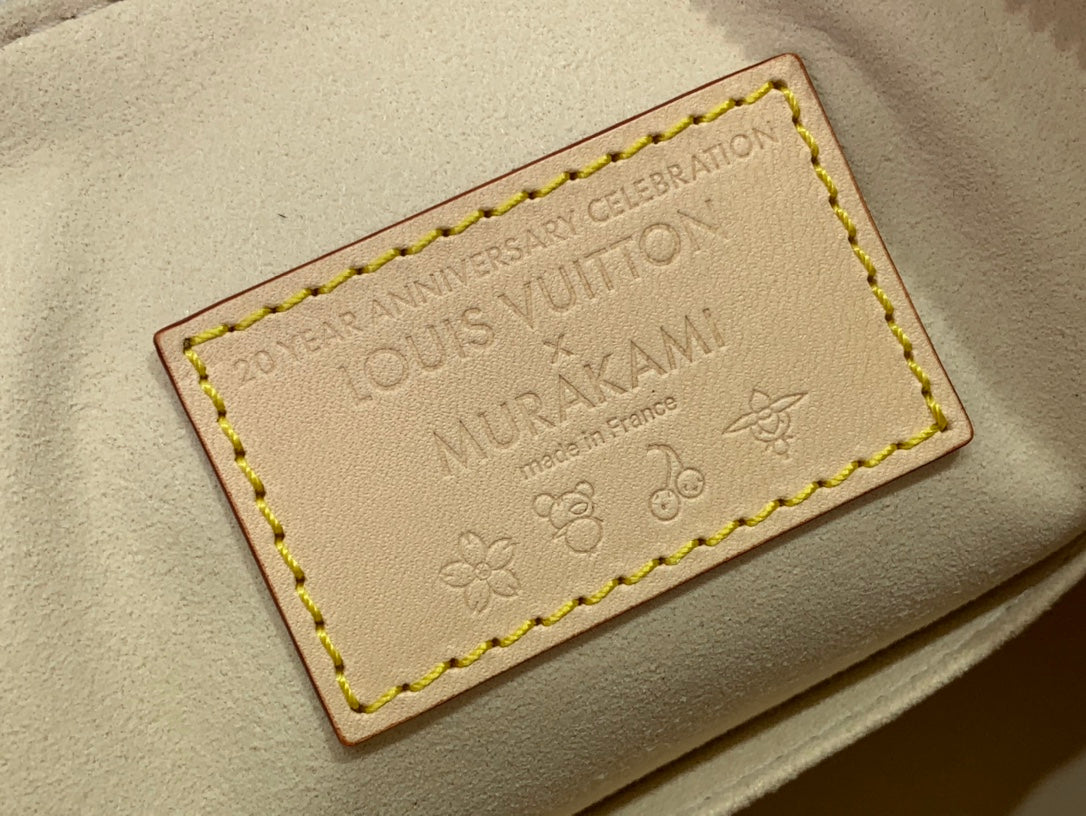 20 YEAR ANNIVERSARY CELEBRATION
LOUIS VUITTON
x
MURAKAMI
made in France